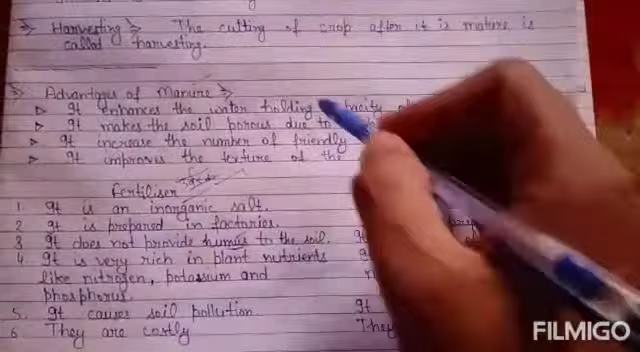 ⇒ Harvesting ⇒ The cutting of crop after it is mature is
called harvesting.
⇒ Advantages of Manure ⇒
▷ It enhances the water holding
▷ It makes the soil porous due to
▷ It increase the number of friendly
▷ It improves the texture of the
Fertiliser
1. It is an inorganic salt.
2 It is prepared in factories.
3 It does not provide humus to the soil.
4 It is very rich in plant nutrients
like nitrogen, potassum and
phosphorus.
5. It causes soil pollution. It
6 They are costly They
FILMIGO